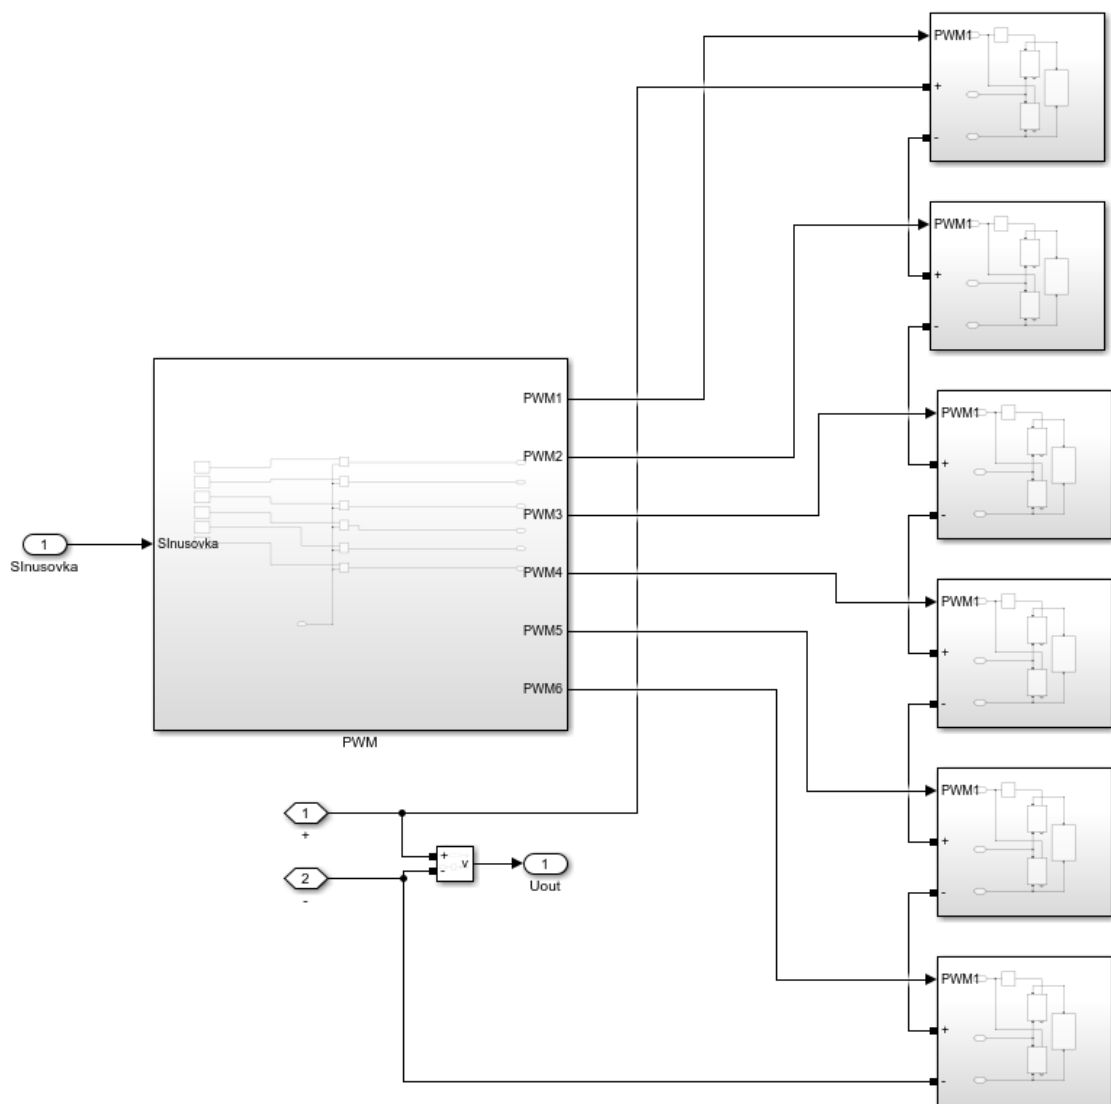 PWM1
+
-
PWM1
+
-
PWM1
PWM2
PWM3
PWM4
PWM5
PWM6
SInusovka
PWM
1
SInusovka
PWM1
+
-
PWM1
+
-
1
+
2
-
+
-
v
1
Uout
PWM1
+
-
PWM1
+
-